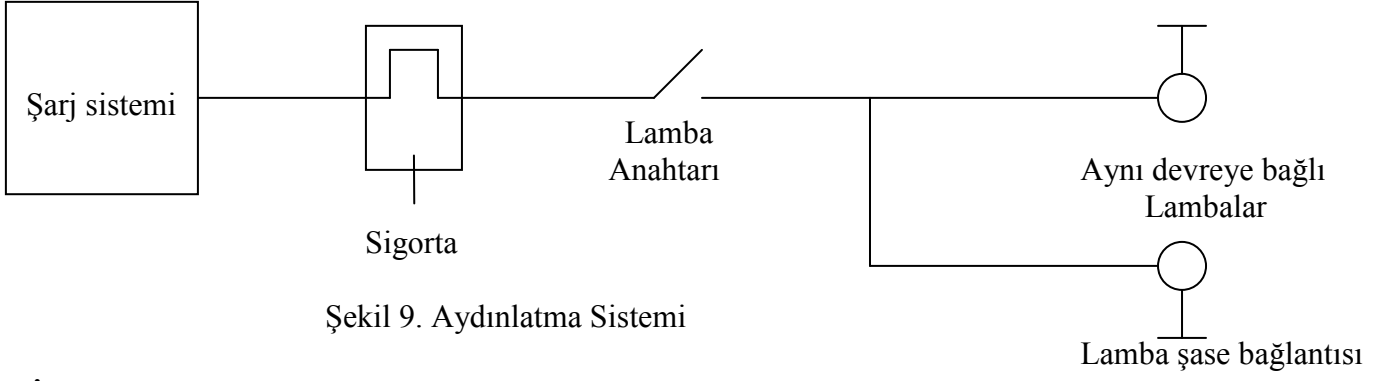 Şarj sistemi
Lamba
Anahtarı
Aynı devreye bağlı
Lambalar
Sigorta
Şekil 9. Aydınlatma Sistemi
Lamba şase bağlantısı